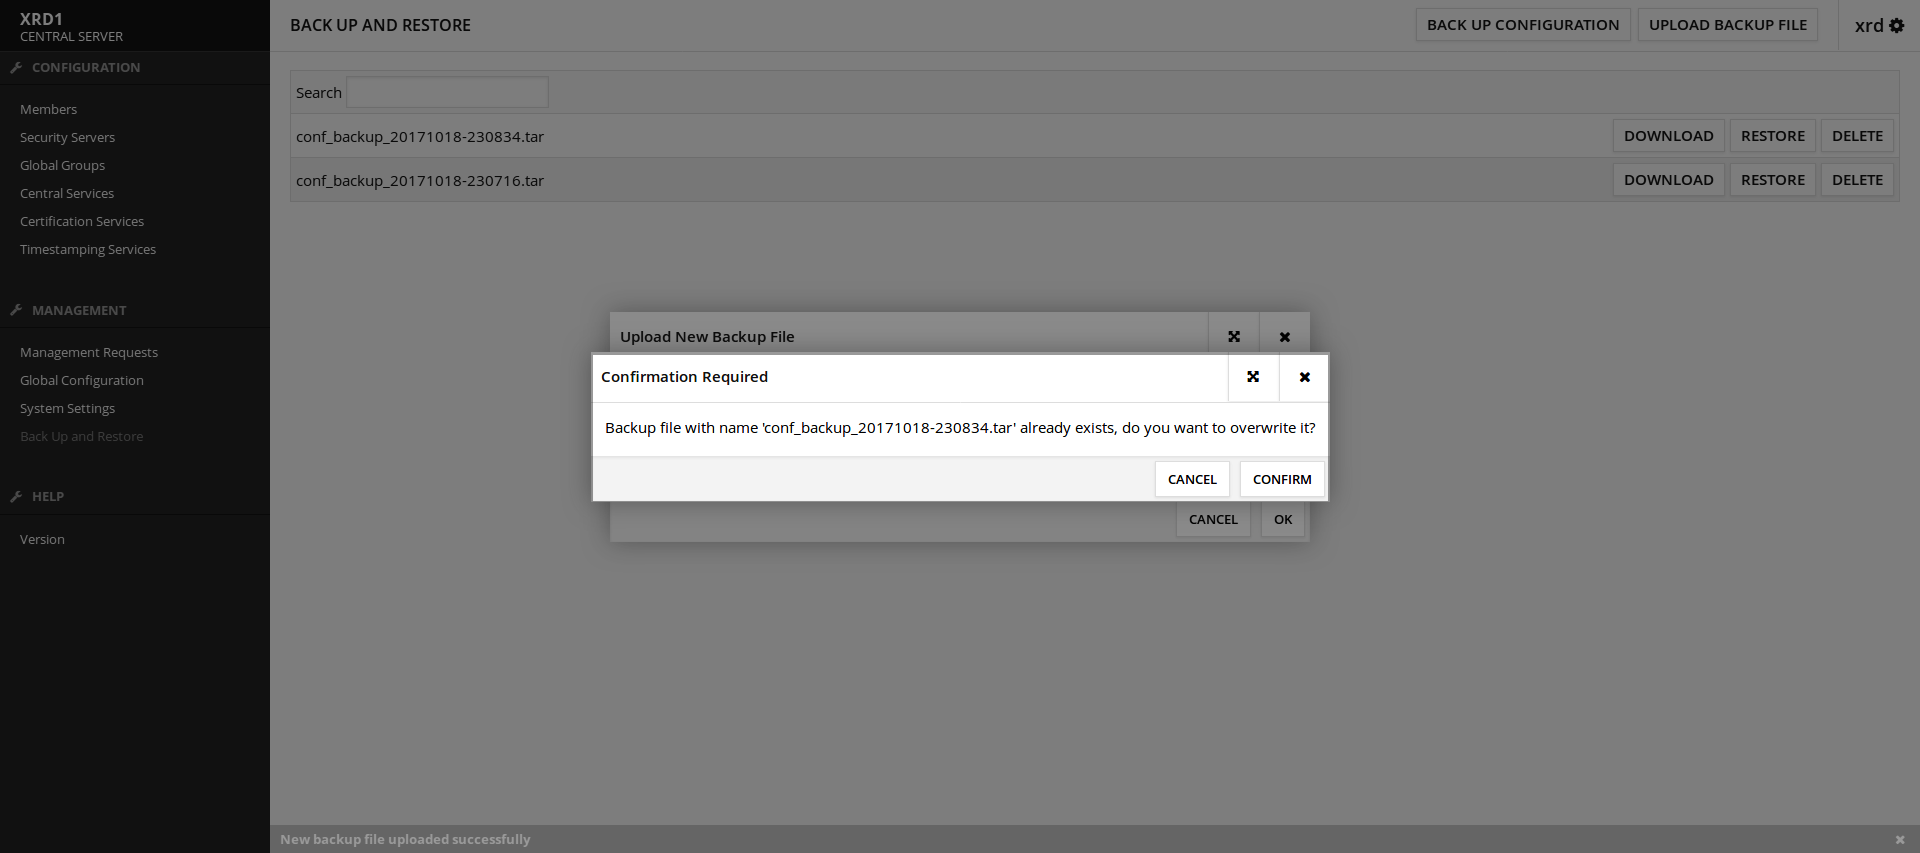 XRD1
CENTRAL SERVER
BACK UP AND RESTORE
BACK UP CONFIGURATION
UPLOAD BACKUP FILE
xrd
CONFIGURATION
Members
Security Servers
Global Groups
Central Services
Certification Services
Timestamping Services
MANAGEMENT
Management Requests
Global Configuration
System Settings
Back Up and Restore
HELP
Version
Search
conf_backup_20171018-230834.tar
DOWNLOAD RESTORE DELETE
conf_backup_20171018-230716.tar
DOWNLOAD RESTORE DELETE
Upload New Backup File
Confirmation Required
Backup file with name 'conf_backup_20171018-230834.tar' already exists, do you want to overwrite it?
CANCEL CONFIRM
CANCEL OK
New backup file uploaded successfully